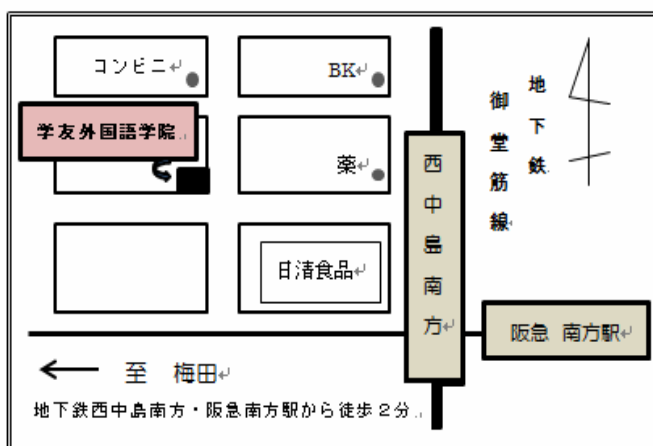 コンビニ
BK
学友外国語学院
薬
日清食品
西中島南方
地下鉄
御堂筋線
阪急 南方駅
至 梅田
地下鉄西中島南方・阪急南方駅から徒歩2分